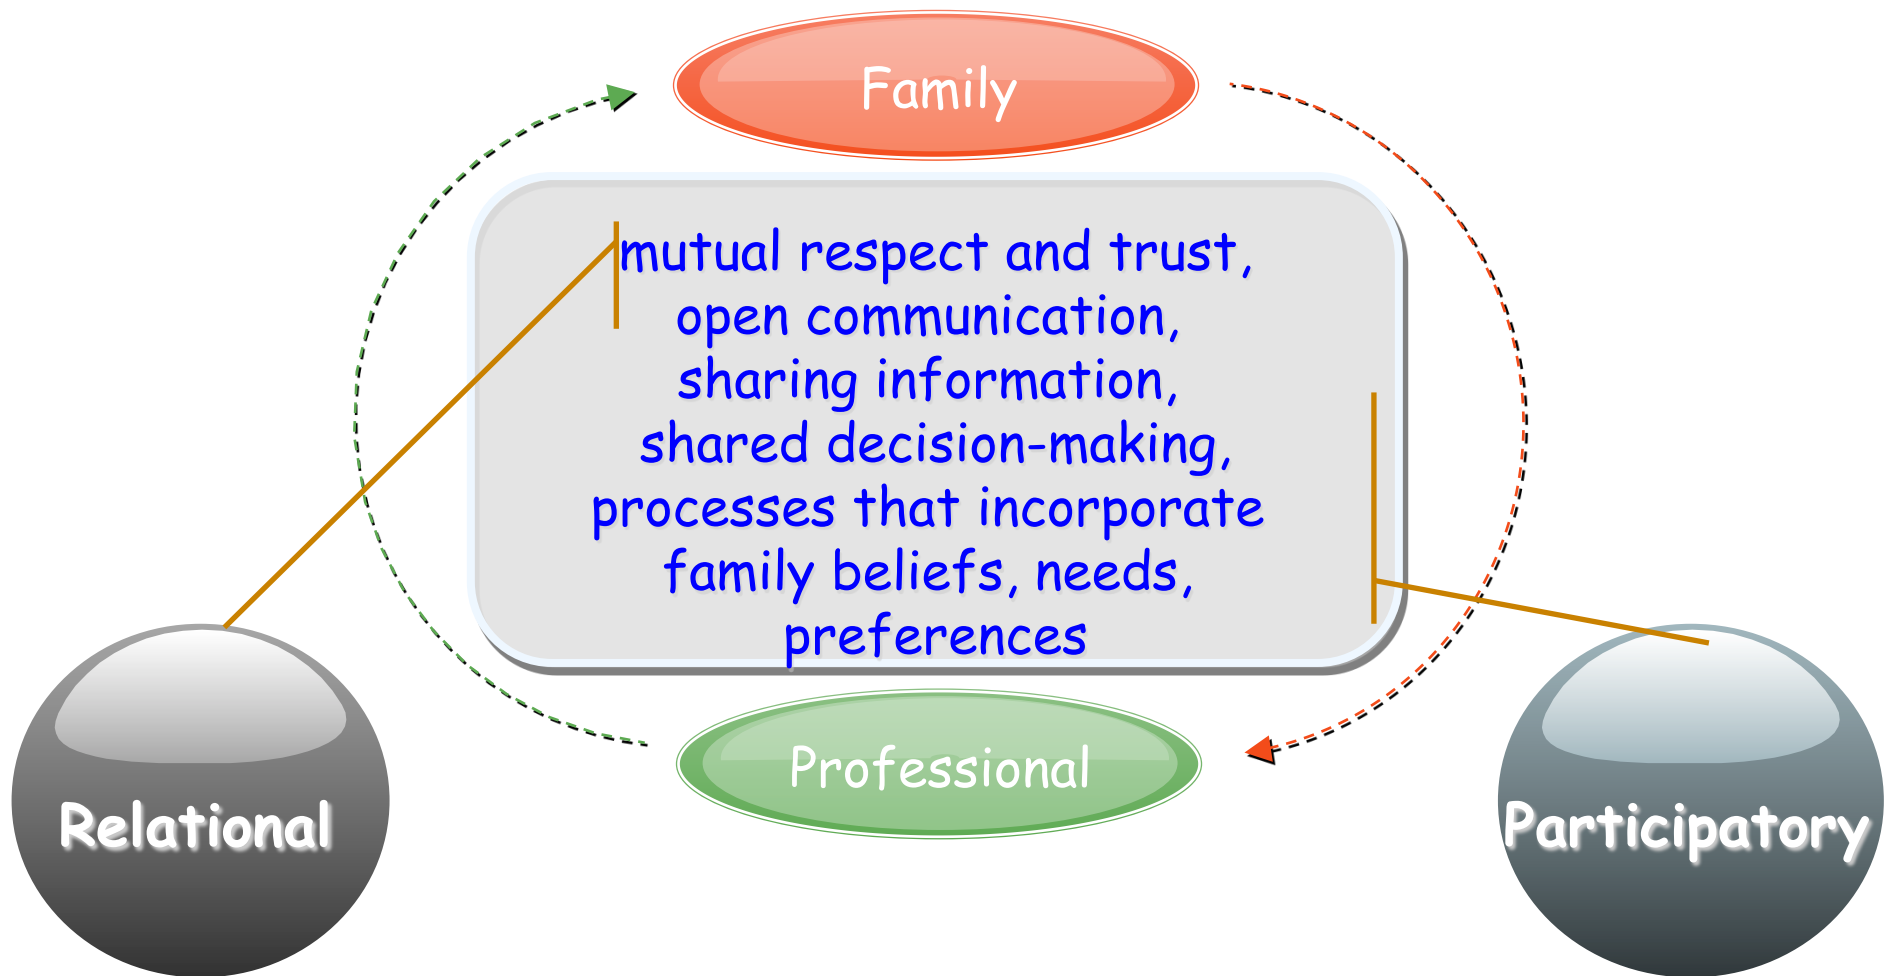 Family
mutual respect and trust,
open communication,
sharing information,
shared decision-making,
processes that incorporate
family beliefs, needs,
preferences
Professional
Relational
Participatory